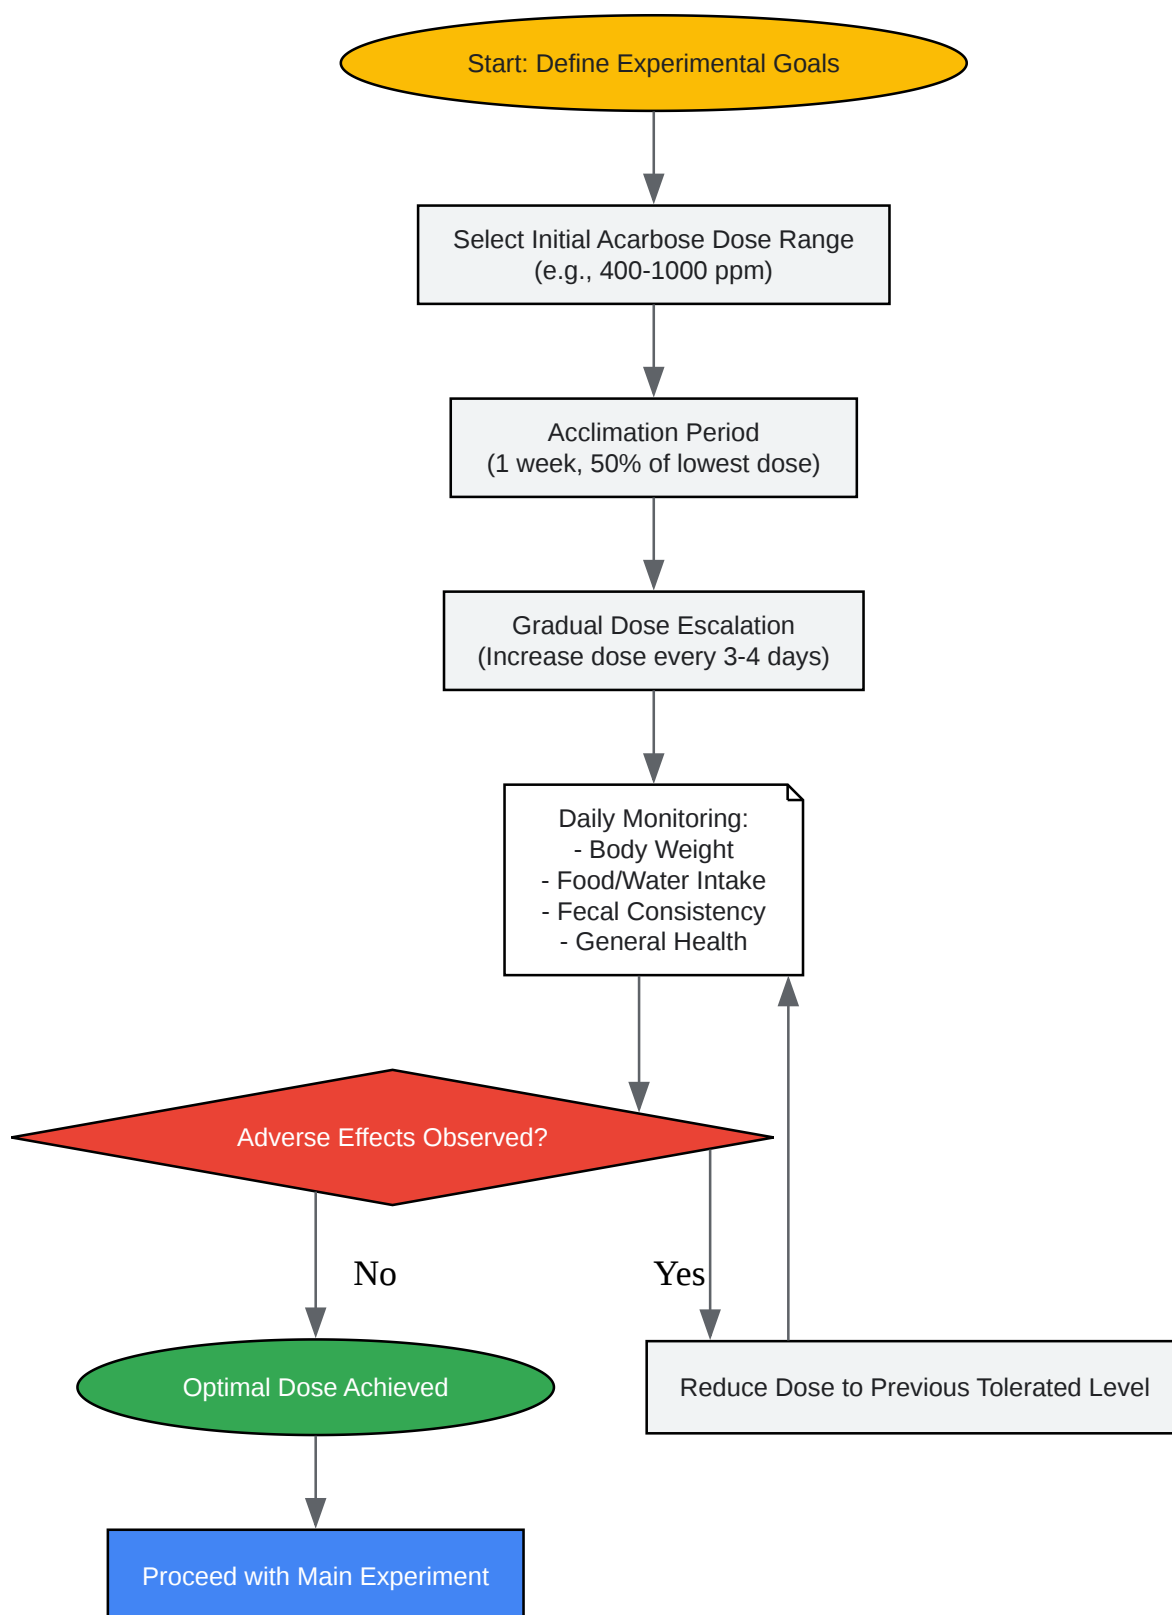 Start: Define Experimental Goals
Select Initial Acarbose Dose Range
(e.g., 400-1000 ppm)
Acclimation Period
(1 week, 50% of lowest dose)
Gradual Dose Escalation
(Increase dose every 3-4 days)
Daily Monitoring:
- Body Weight
- Food/Water Intake
- Fecal Consistency
- General Health
Adverse Effects Observed?
No
Yes
Optimal Dose Achieved
Reduce Dose to Previous Tolerated Level
Proceed with Main Experiment